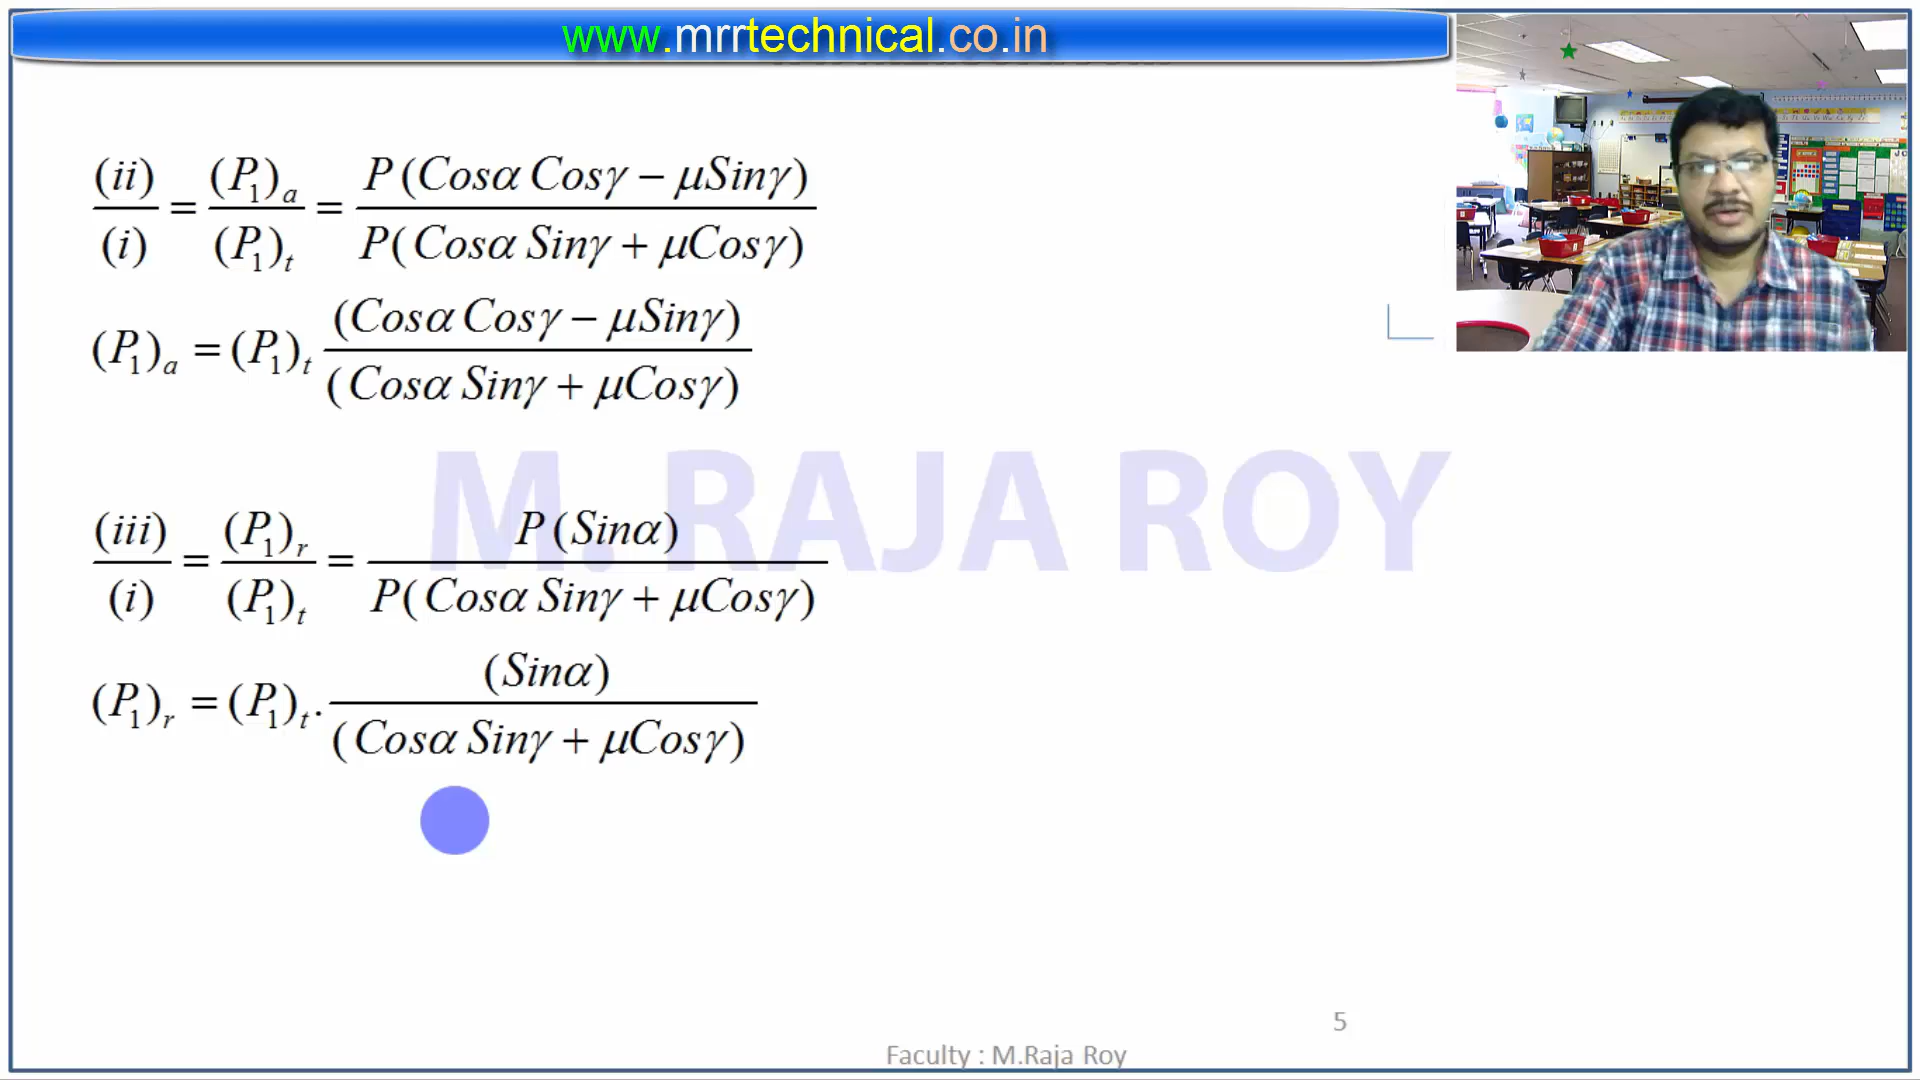 www.mrrtechnical.co.in
(ii)/(i) = (P₁)ₐ/(P₁)ₜ = P(Cosα Cosγ − μSinγ)/P(Cosα Sinγ + μCosγ)
(P₁)ₐ = (P₁)ₜ (Cosα Cosγ − μSinγ)/(Cosα Sinγ + μCosγ)
M. RAJA ROY
(iii)/(i) = (P₁)ᵣ/(P₁)ₜ = P(Sinα)/P(Cosα Sinγ + μCosγ)
(P₁)ᵣ = (P₁)ₜ. (Sinα)/(Cosα Sinγ + μCosγ)
5
Faculty : M.Raja Roy